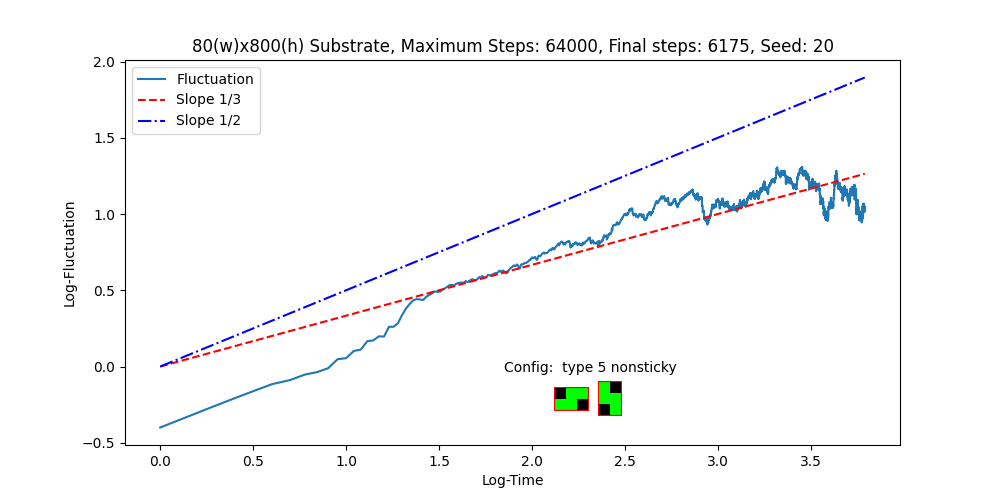 80(w)x800(h) Substrate, Maximum Steps: 64000, Final steps: 6175, Seed: 20
Fluctuation
Slope 1/3
Slope 1/2
Log-Fluctuation
2.0
1.5
1.0
0.5
0.0
−0.5
Config:  type 5 nonsticky
0.0 0.5 1.0 1.5 2.0 2.5 3.0 3.5
Log-Time